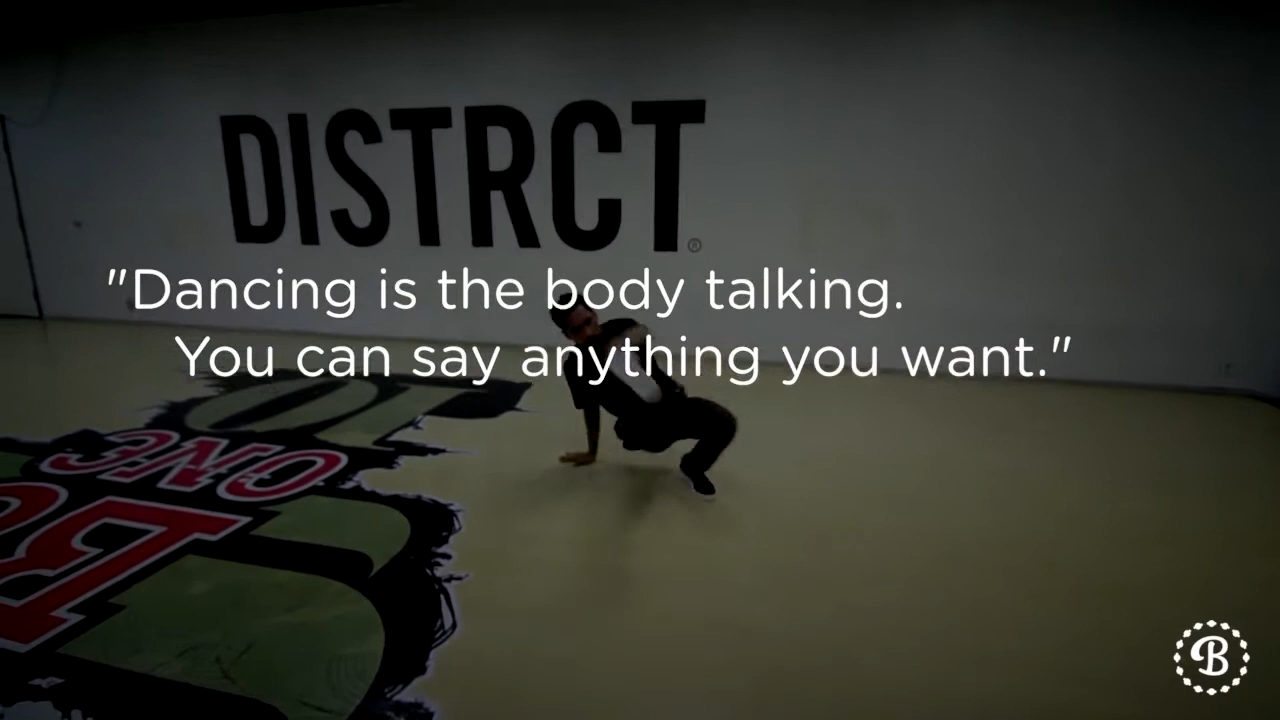 DISTRCT®
"Dancing is the body talking.
You can say anything you want."
ONE
B